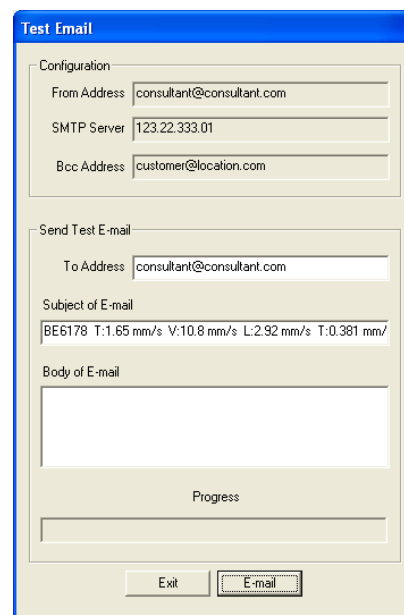 Test Email
Configuration
From Address consultant@consultant.com
SMTP Server 123.22.333.01
Bcc Address customer@location.com
Send Test E-mail
To Address consultant@consultant.com
Subject of E-mail
BE6178 T:1.65 mm/s V:10.8 mm/s L:2.92 mm/s T:0.381 mm/
Body of E-mail
Progress
Exit E-mail